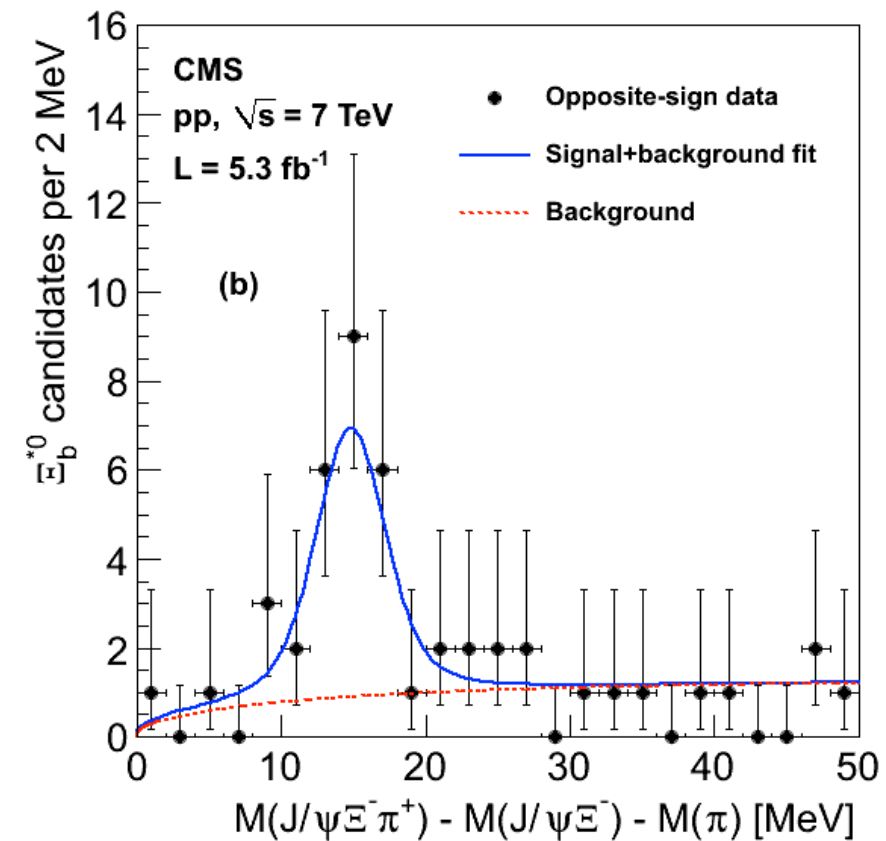 Ξb*0 candidates per 2 MeV
16
14
12
10
8
6
4
2
0
CMS
pp, √s = 7 TeV
L = 5.3 fb-1
(b)
Opposite-sign data
Signal+background fit
Background
0 10 20 30 40 50
M(J/ψΞ-π+) - M(J/ψΞ-) - M(π) [MeV]